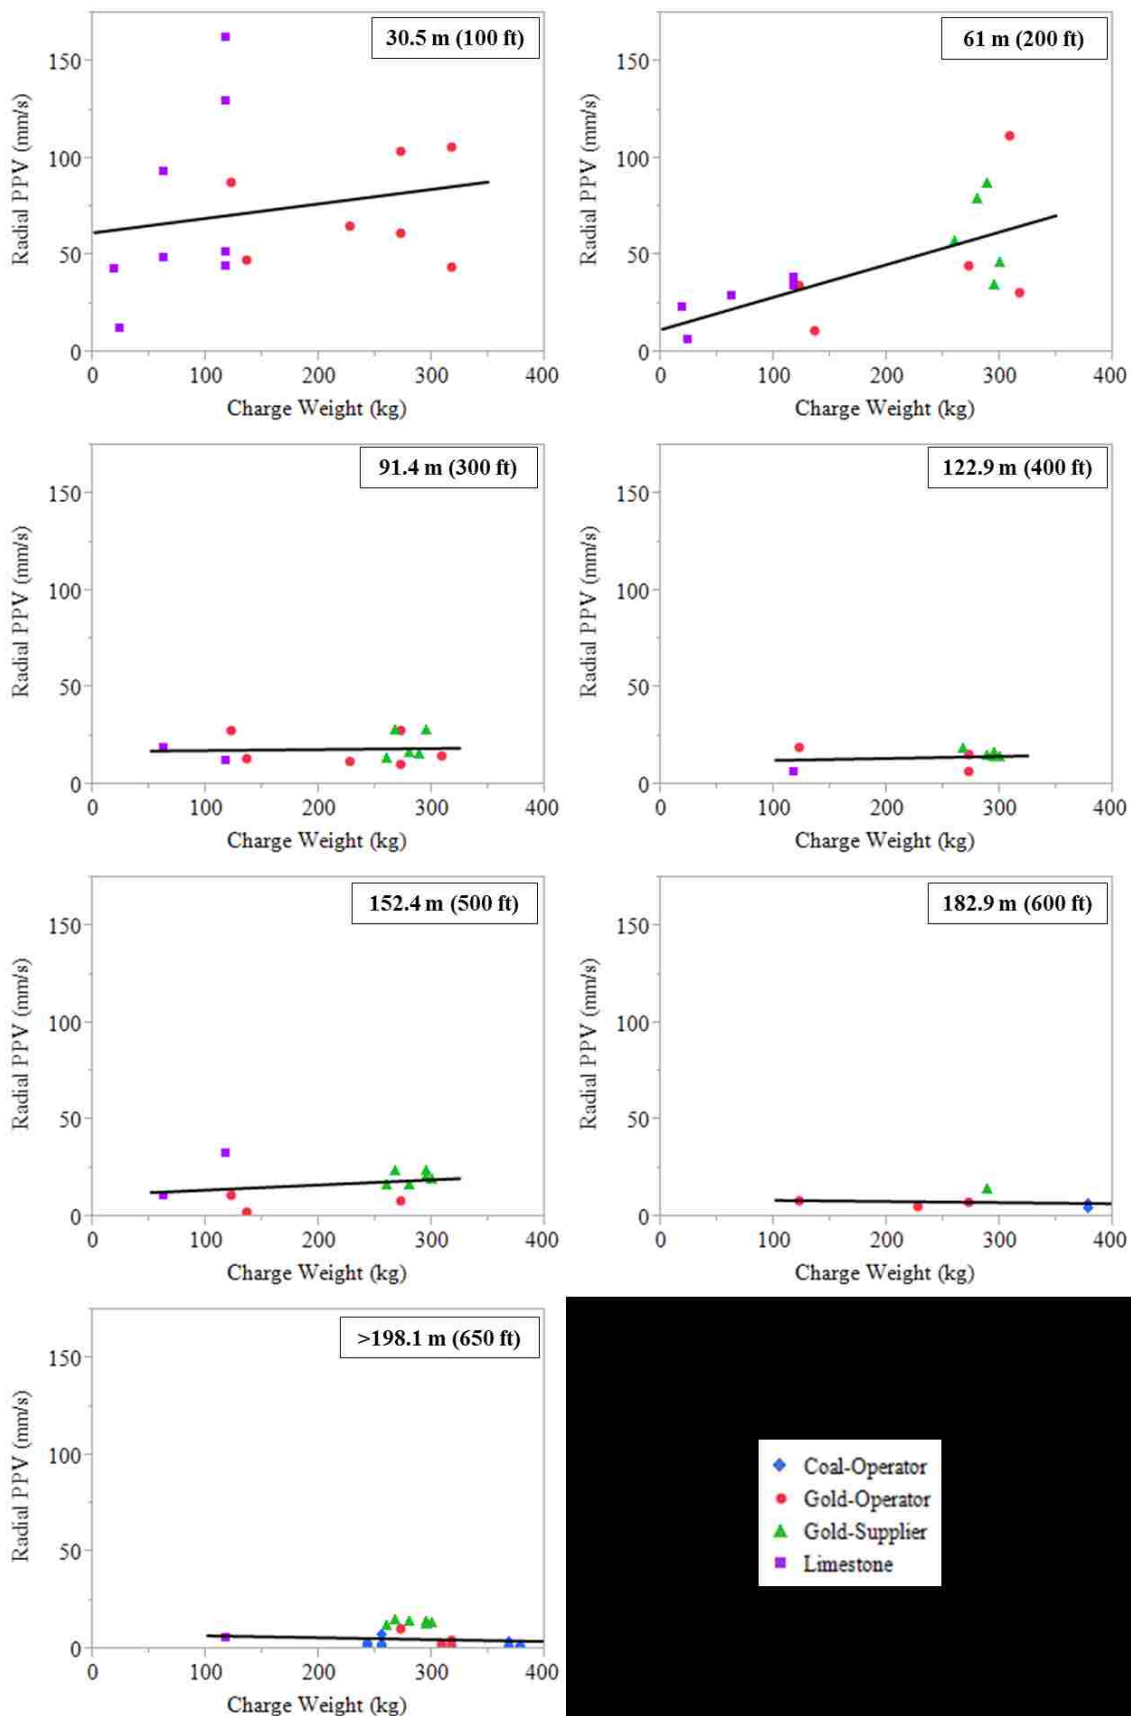 30.5 m (100 ft)
150
100
50
0
Radial PPV (mm/s)
0 100 200 300 400
Charge Weight (kg)
61 m (200 ft)
150
100
50
0
Radial PPV (mm/s)
0 100 200 300 400
Charge Weight (kg)
91.4 m (300 ft)
150
100
50
0
Radial PPV (mm/s)
0 100 200 300 400
Charge Weight (kg)
122.9 m (400 ft)
150
100
50
0
Radial PPV (mm/s)
0 100 200 300 400
Charge Weight (kg)
152.4 m (500 ft)
150
100
50
0
Radial PPV (mm/s)
0 100 200 300 400
Charge Weight (kg)
182.9 m (600 ft)
150
100
50
0
Radial PPV (mm/s)
0 100 200 300 400
Charge Weight (kg)
>198.1 m (650 ft)
150
100
50
0
Radial PPV (mm/s)
0 100 200 300 400
Charge Weight (kg)
Coal-Operator
Gold-Operator
Gold-Supplier
Limestone